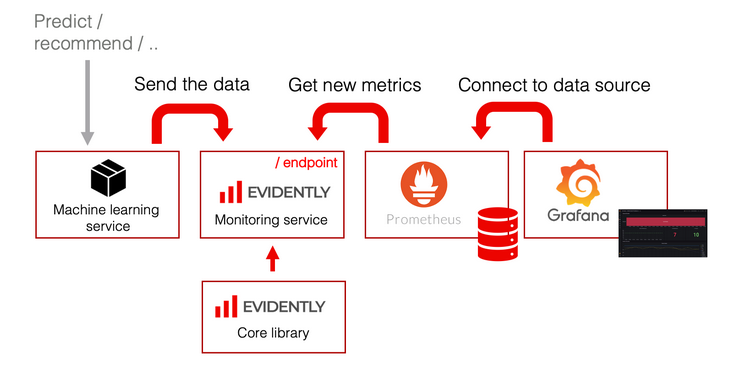 Predict /
recommend / ..
Send the data
Get new metrics
Connect to data source
Machine learning
service
/ endpoint
EVIDENTLY
Monitoring service
Prometheus
Grafana
EVIDENTLY
Core library